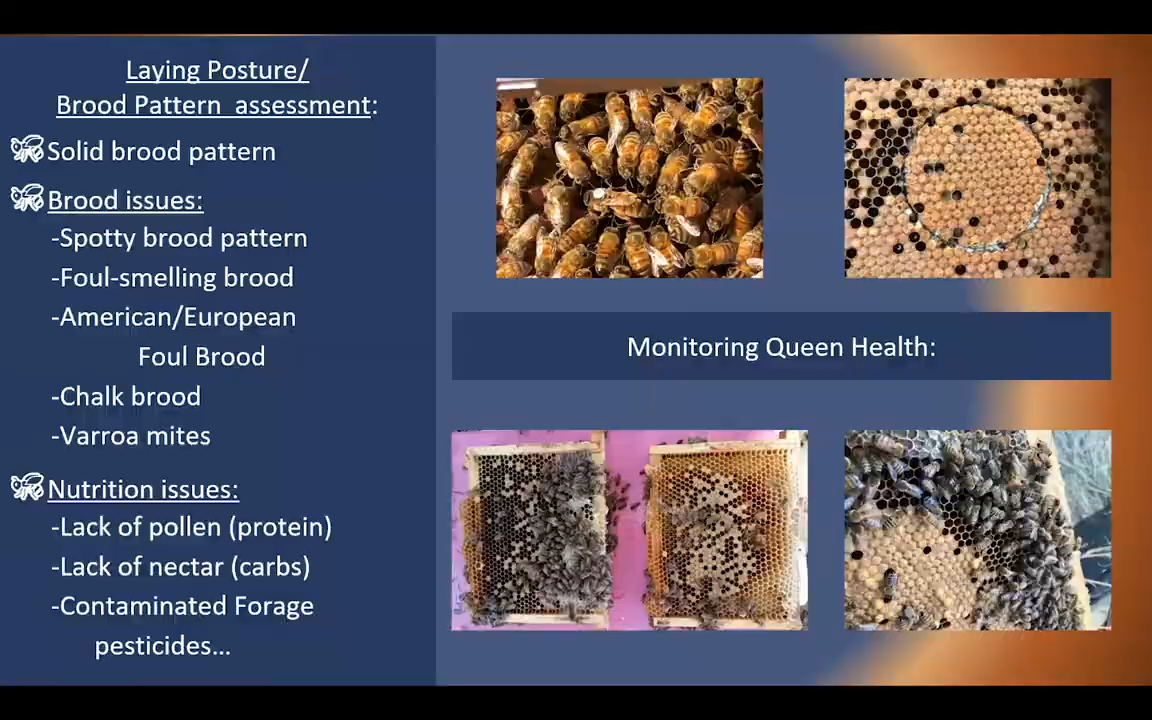 Laying Posture/
Brood Pattern assessment:
Solid brood pattern
Brood issues:
-Spotty brood pattern
-Foul-smelling brood
-American/European
Foul Brood
-Chalk brood
-Varroa mites
Nutrition issues:
-Lack of pollen (protein)
-Lack of nectar (carbs)
-Contaminated Forage
pesticides...
Monitoring Queen Health: